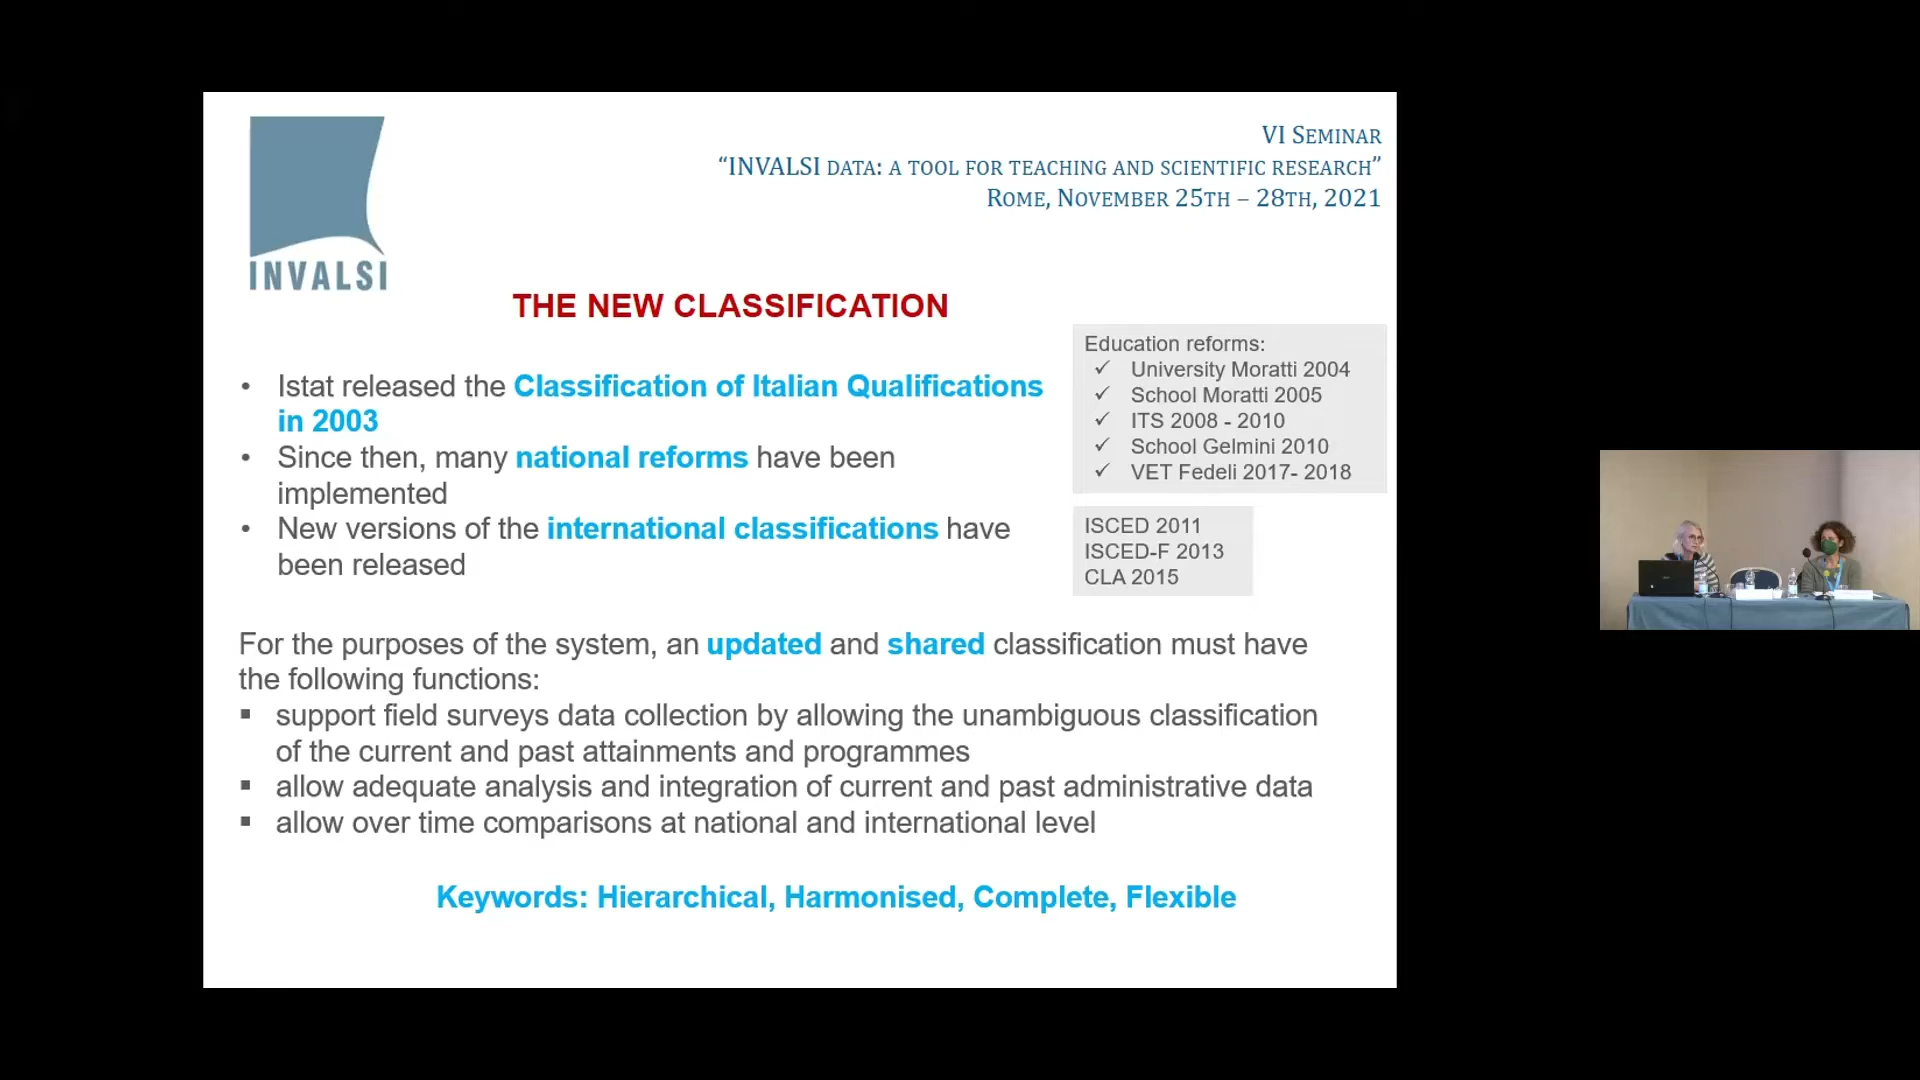 INVALSI
VI SEMINAR
“INVALSI DATA: A TOOL FOR TEACHING AND SCIENTIFIC RESEARCH”
ROME, NOVEMBER 25TH – 28TH, 2021
THE NEW CLASSIFICATION
• Istat released the Classification of Italian Qualifications
in 2003
• Since then, many national reforms have been
implemented
• New versions of the international classifications have
been released
Education reforms:
✓ University Moratti 2004
✓ School Moratti 2005
✓ ITS 2008 - 2010
✓ School Gelmini 2010
✓ VET Fedeli 2017- 2018
ISCED 2011
ISCED-F 2013
CLA 2015
For the purposes of the system, an updated and shared classification must have
the following functions:
▪ support field surveys data collection by allowing the unambiguous classification
of the current and past attainments and programmes
▪ allow adequate analysis and integration of current and past administrative data
▪ allow over time comparisons at national and international level
Keywords: Hierarchical, Harmonised, Complete, Flexible